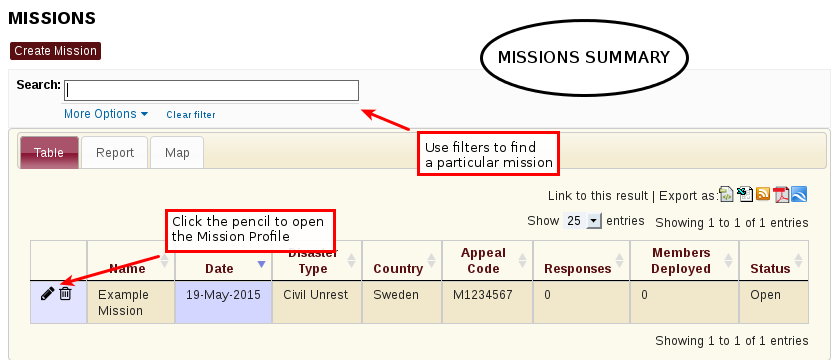 MISSIONS
Create Mission
MISSIONS SUMMARY
Search:
More Options
Clear filter
Use filters to find
a particular mission
Table
Report
Map
Link to this result | Export as:
Show 25 entries
Showing 1 to 1 of 1 entries
Click the pencil to open
the Mission Profile
Name
Date
Disaster
Type
Country
Appeal
Code
Responses
Members
Deployed
Status
Example
Mission
19-May-2015
Civil Unrest
Sweden
M1234567
0
0
Open
Showing 1 to 1 of 1 entries